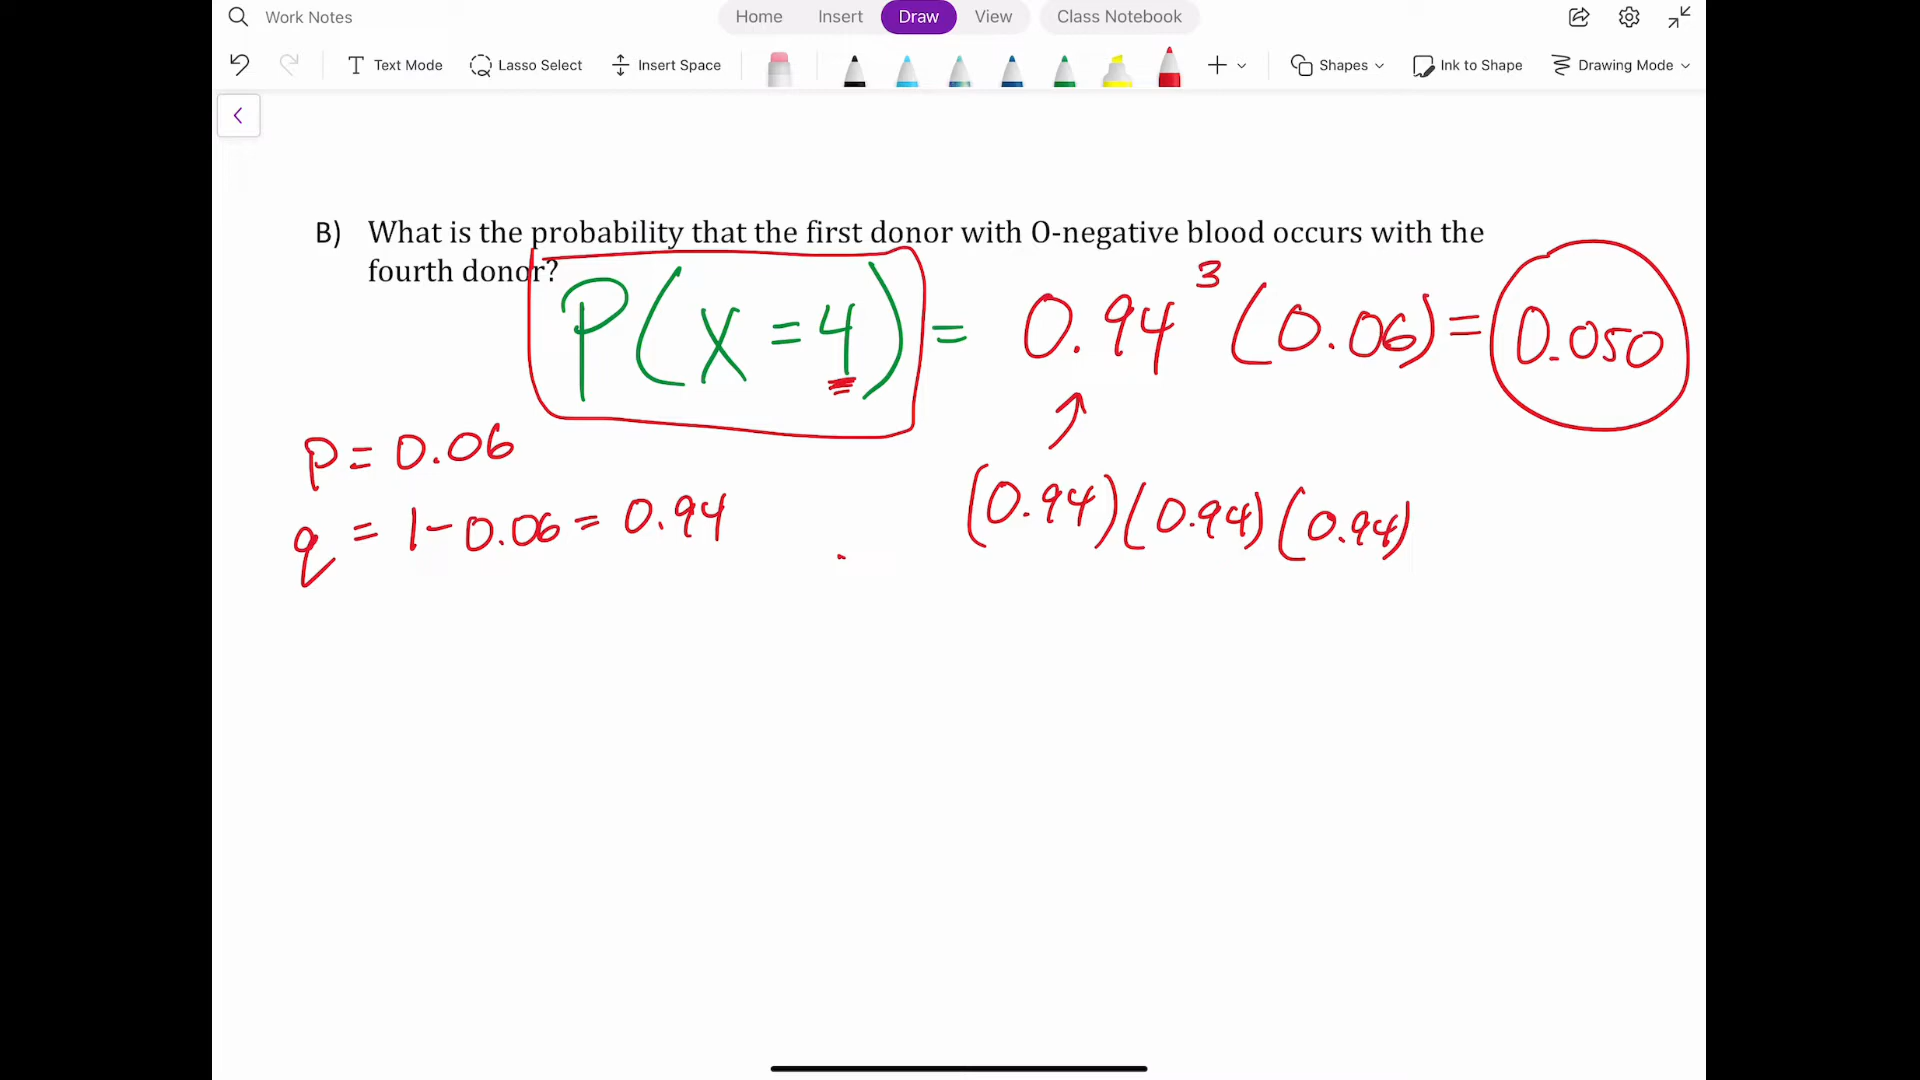 Work Notes
Home Insert Draw View Class Notebook
Text Mode Lasso Select Insert Space Shapes Ink to Shape Drawing Mode
B) What is the probability that the first donor with O-negative blood occurs with the
fourth donor?
P(X=4) = 0.94³ (0.06) = 0.050
p = 0.06
q = 1-0.06 = 0.94
(0.94)(0.94)(0.94)